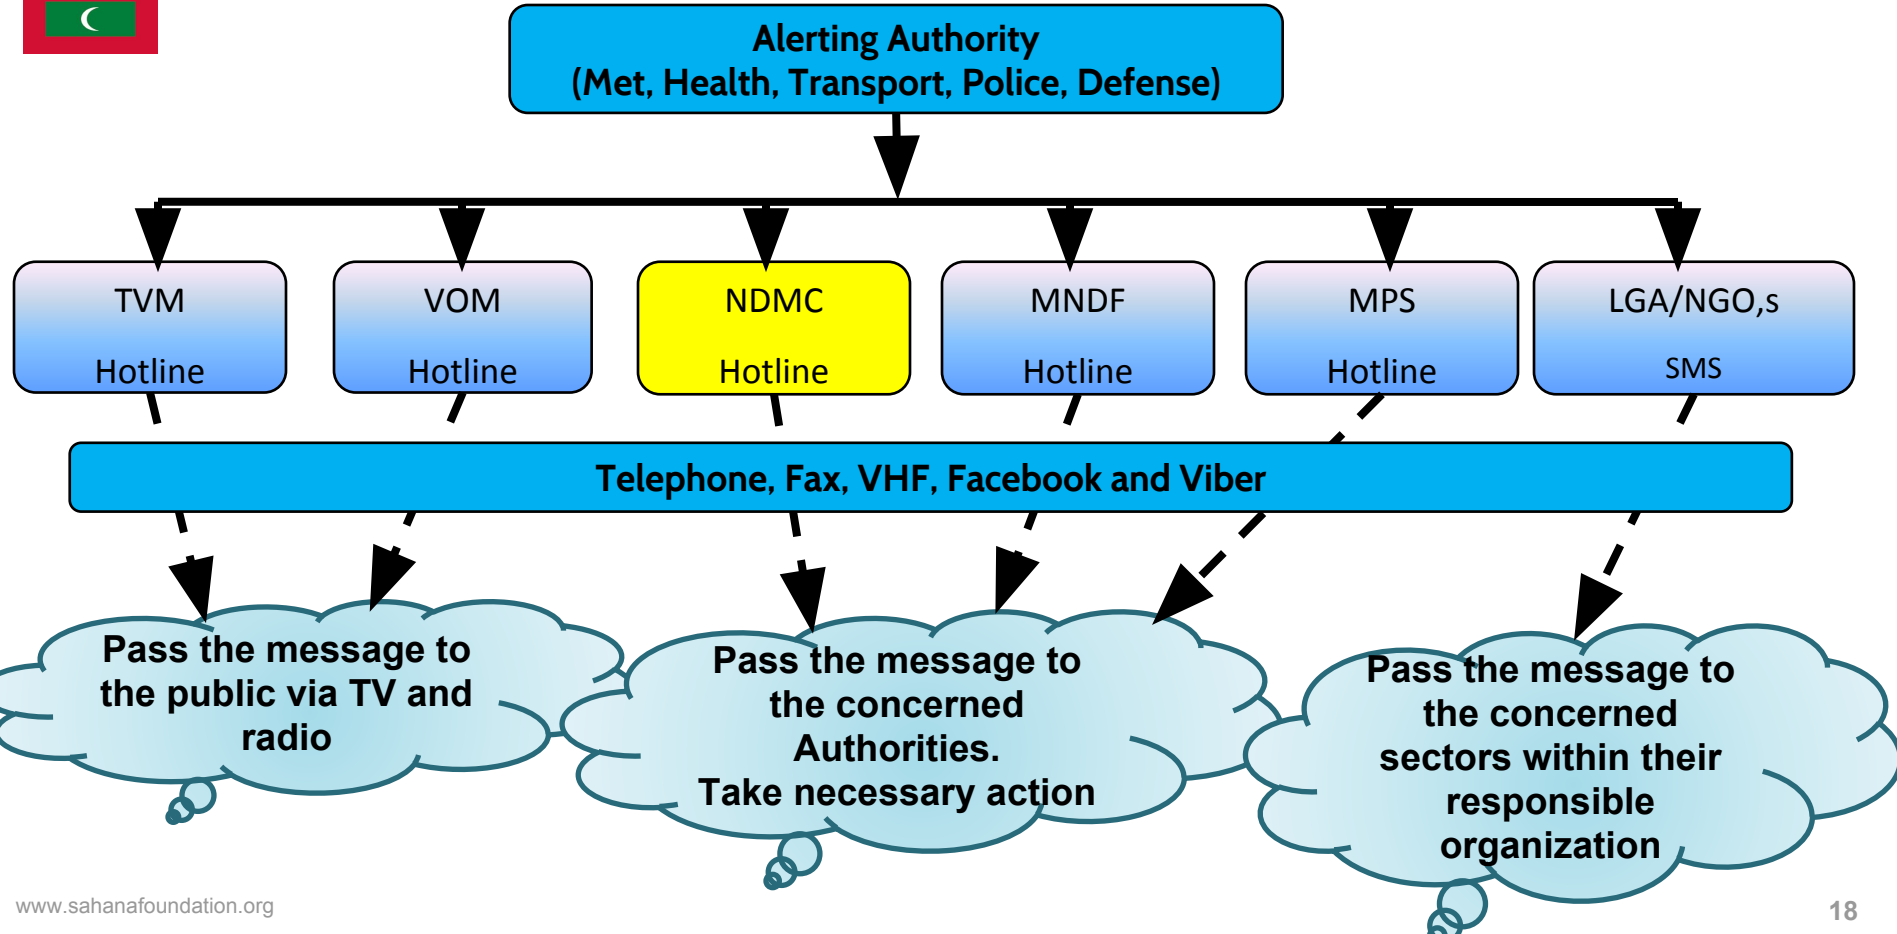 Alerting Authority
(Met, Health, Transport, Police, Defense)
TVM
Hotline
VOM
Hotline
NDMC
Hotline
MNDF
Hotline
MPS
Hotline
LGA/NGO,s
SMS
Telephone, Fax, VHF, Facebook and Viber
Pass the message to
the public via TV and
radio
Pass the message to
the concerned
Authorities.
Take necessary action
Pass the message to
the concerned
sectors within their
responsible
organization
www.sahanafoundation.org
18